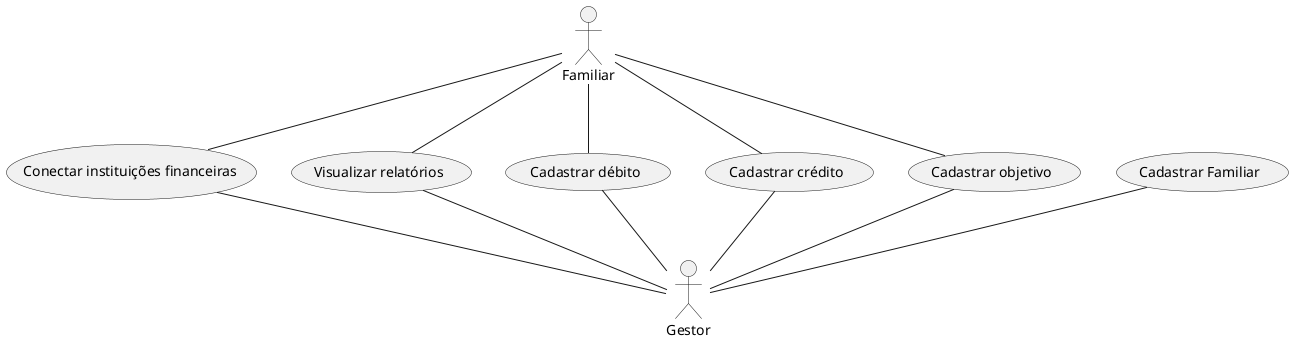 Familiar
Conectar instituições financeiras
Visualizar relatórios
Cadastrar débito
Cadastrar crédito
Cadastrar objetivo
Cadastrar Familiar
Gestor